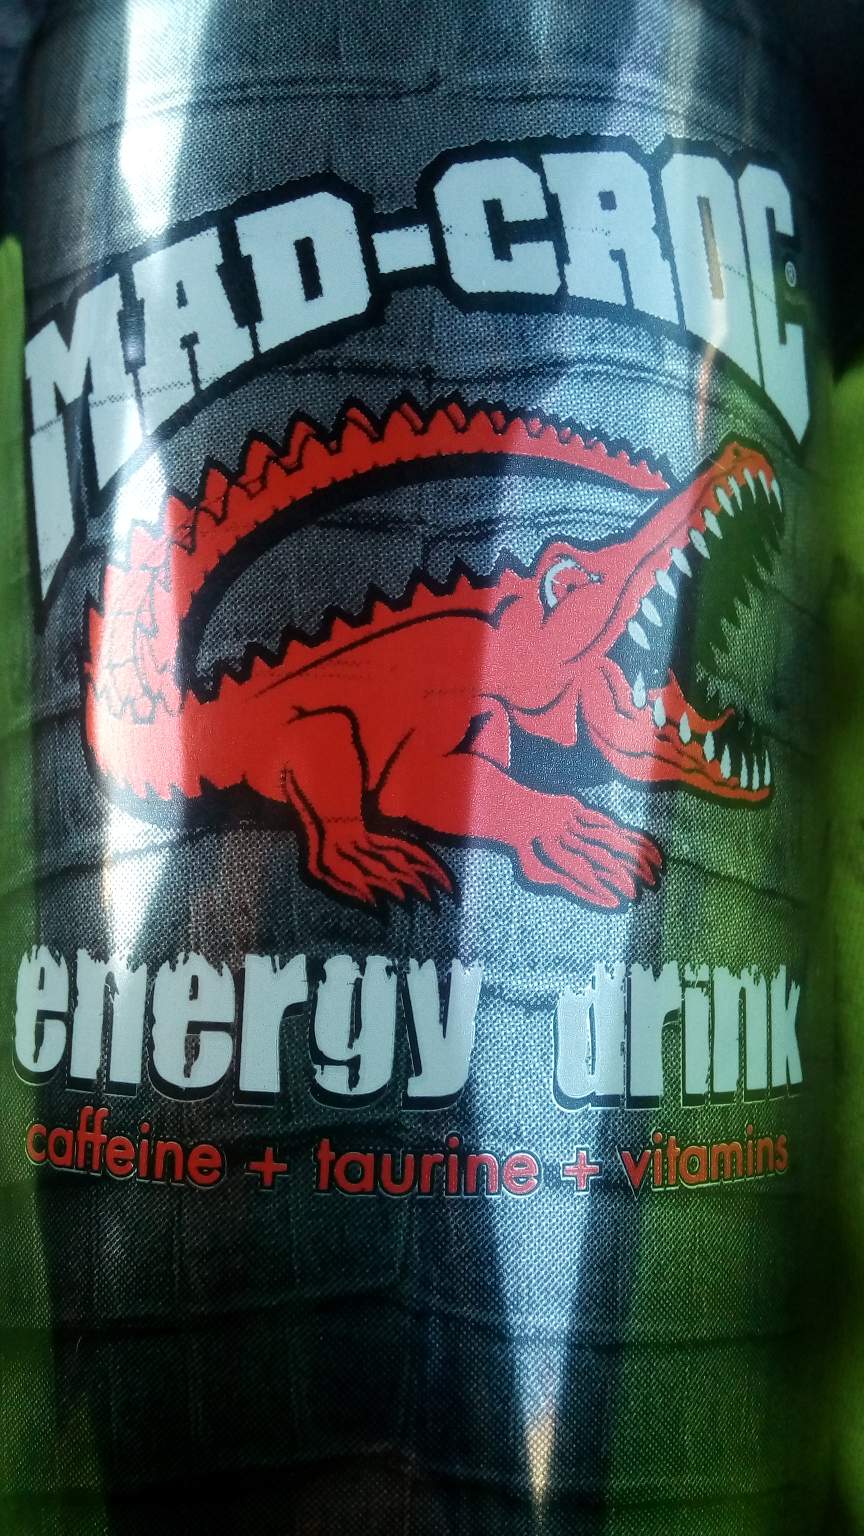 MAD-CROC®
energy drink
caffeine + taurine + vitamins